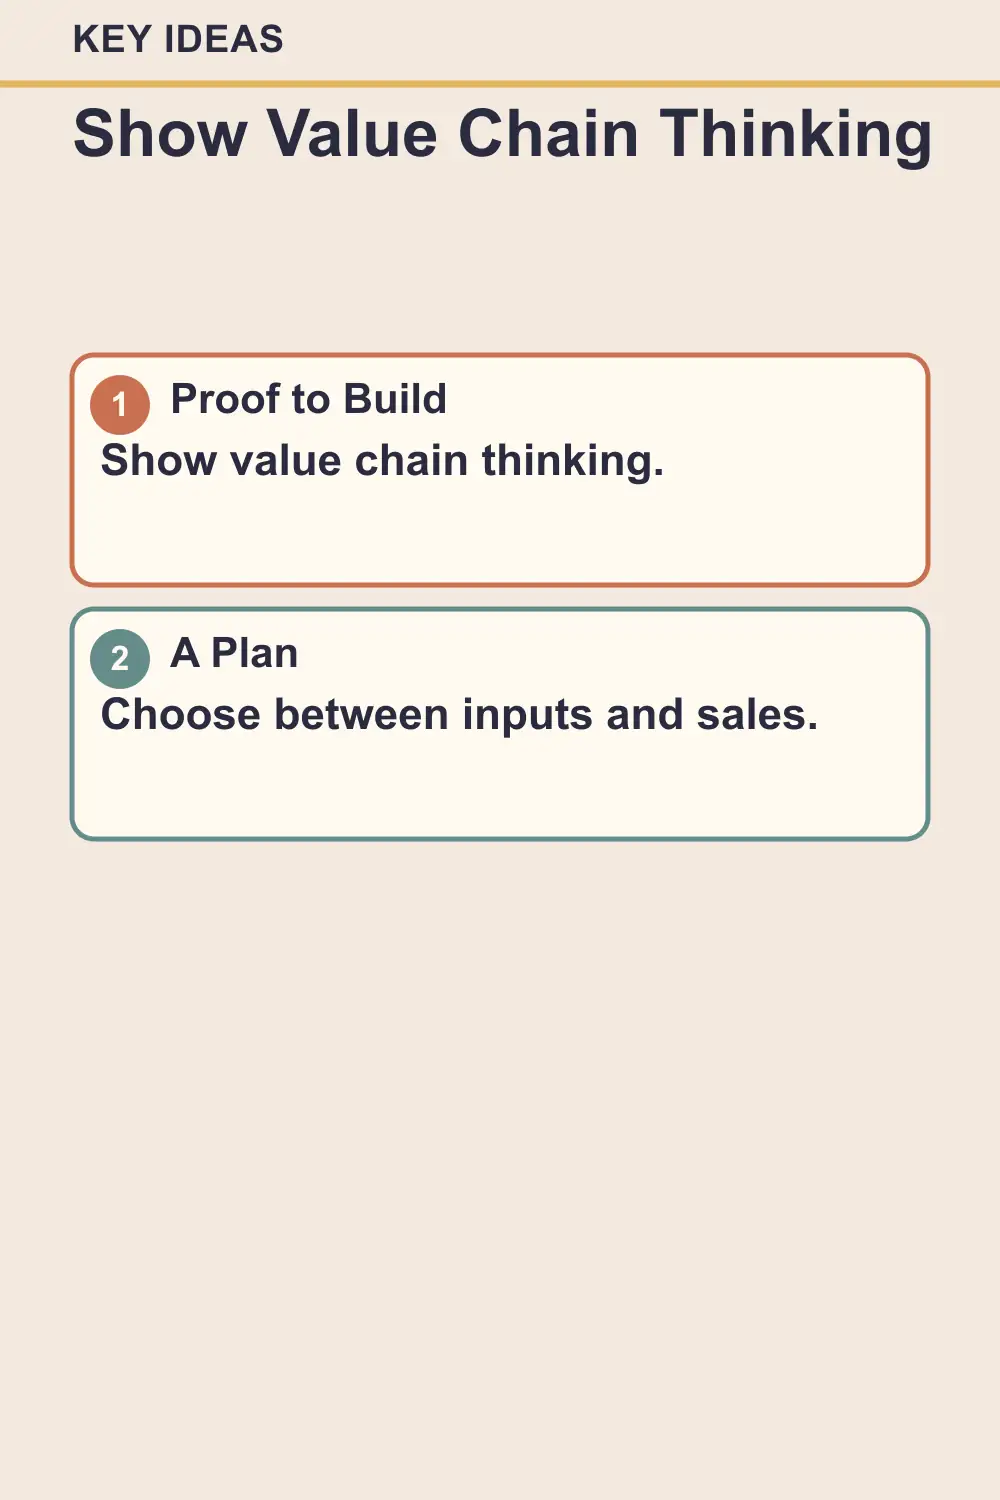 KEY IDEAS
Show Value Chain Thinking
1 Proof to Build
Show value chain thinking.
2 A Plan
Choose between inputs and sales.